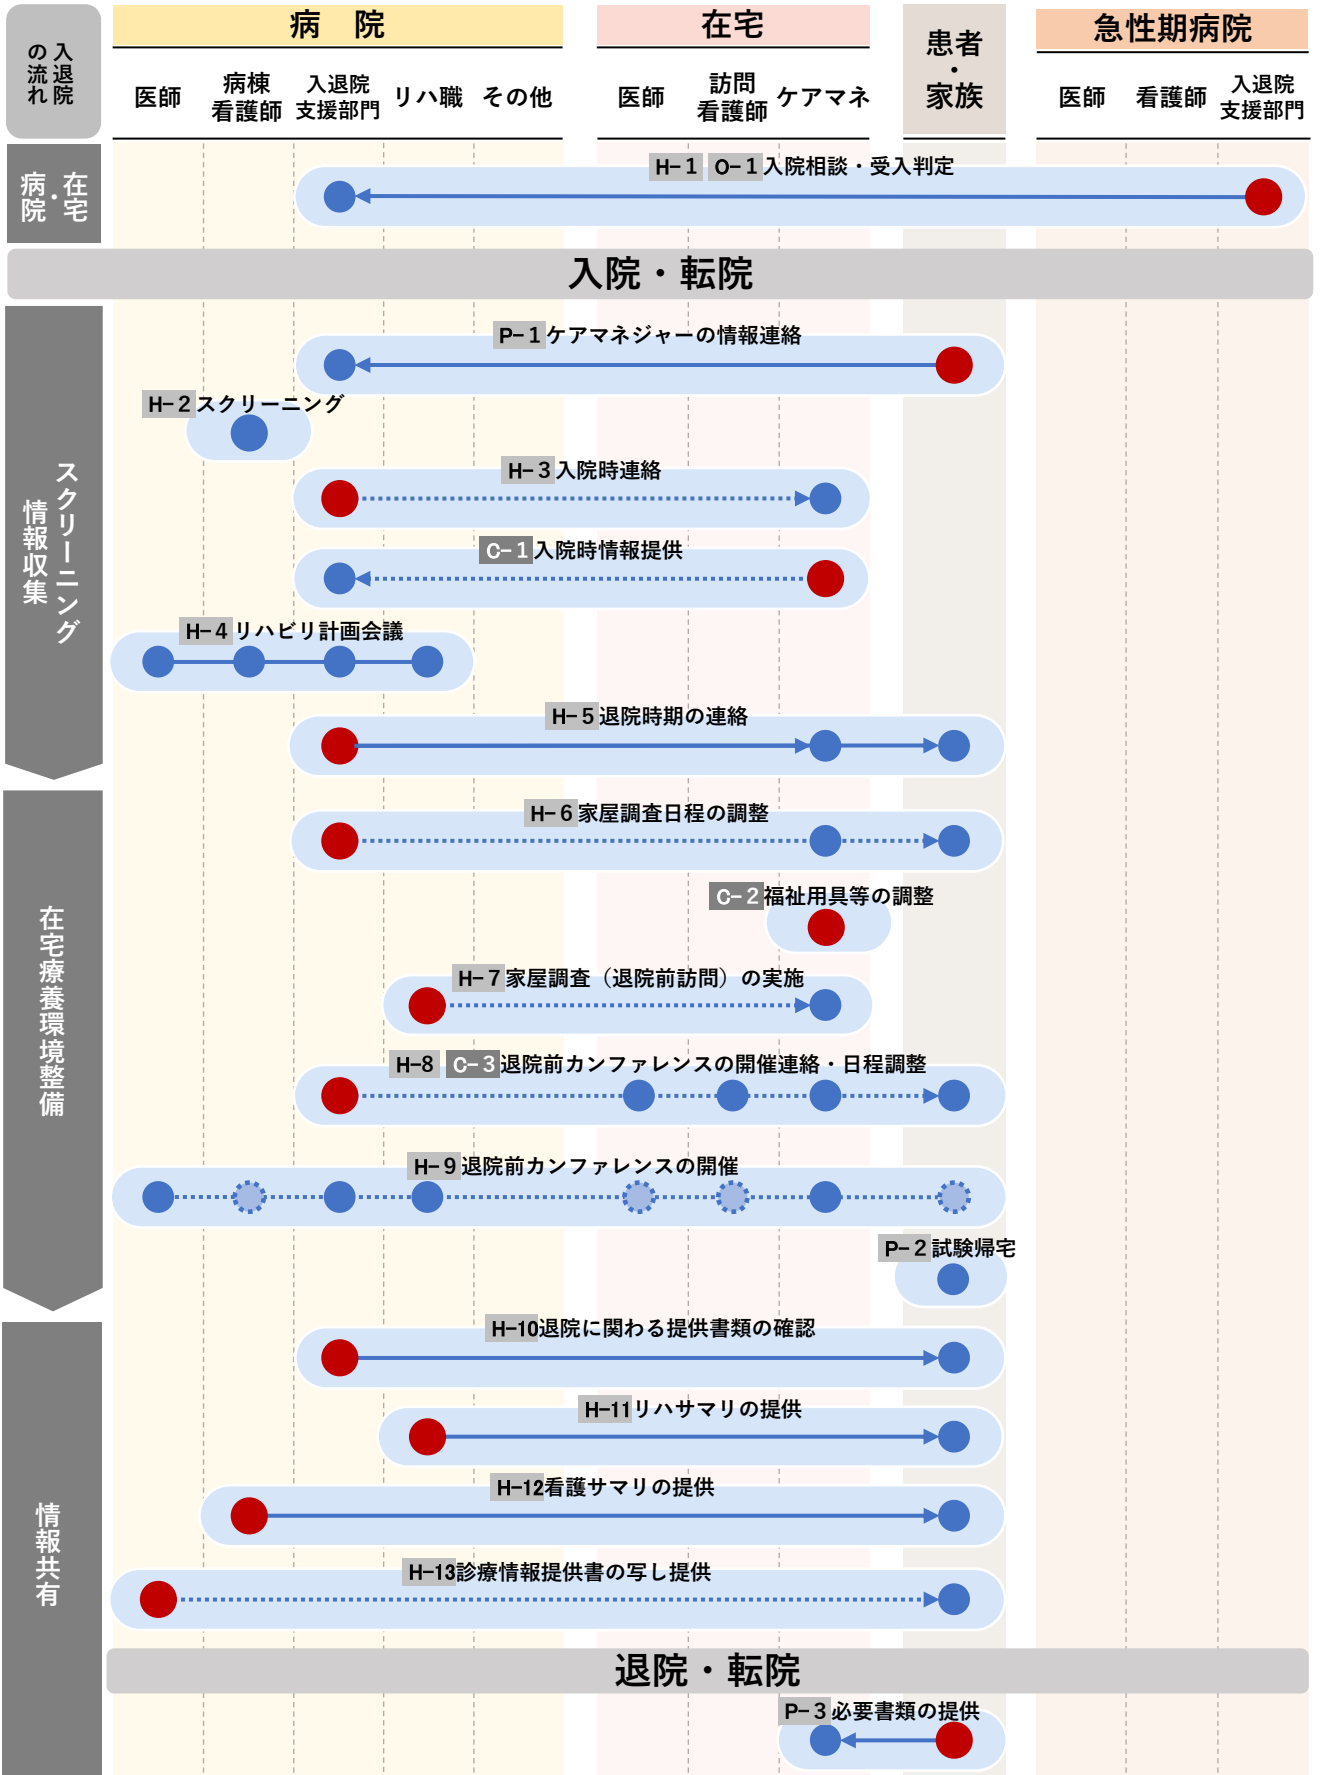 入退院
の流れ
病　院
在宅
患者
・
家族
急性期病院
医師
病棟
看護師
入退院
支援部門
リハ職
その他
医師
訪問
看護師
ケアマネ
医師
看護師
入退院
支援部門
在宅・
病院
H-1 O-1入院相談・受入判定
入院・転院
スクリーニング
情報収集
P-1ケアマネジャーの情報連絡
H-2スクリーニング
H-3入院時連絡
C-1入院時情報提供
H-4リハビリ計画会議
H-5退院時期の連絡
在宅療養環境整備
H-6家屋調査日程の調整
C-2福祉用具等の調整
H-7家屋調査（退院前訪問）の実施
H-8 C-3退院前カンファレンスの開催連絡・日程調整
H-9退院前カンファレンスの開催
P-2試験帰宅
情報共有
H-10退院に関わる提供書類の確認
H-11リハサマリの提供
H-12看護サマリの提供
H-13診療情報提供書の写し提供
退院・転院
P-3必要書類の提供